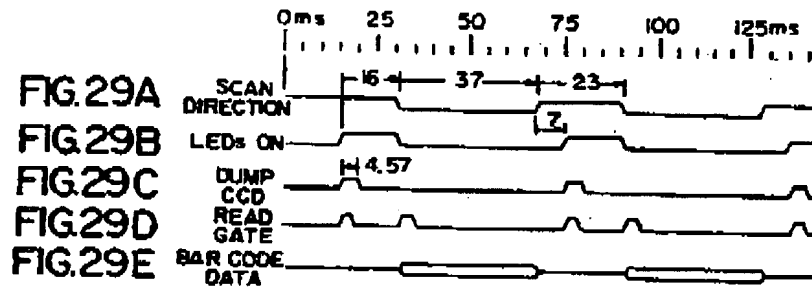 0ms 25 50 75 100 125ms
16 37 23
FIG.29A SCAN DIRECTION
7
FIG.29B LEDs ON
4.57
FIG.29C DUMP CCD
FIG.29D READ GATE
FIG.29E BAR CODE DATA